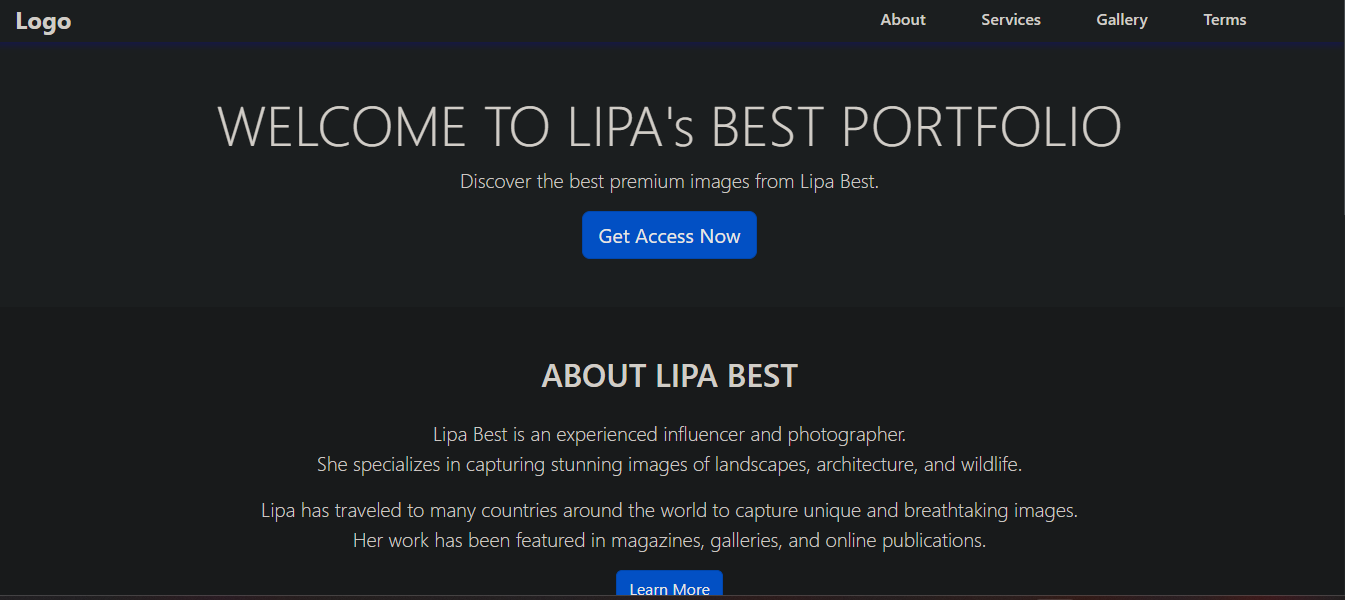 Logo
About Services Gallery Terms
WELCOME TO LIPA's BEST PORTFOLIO
Discover the best premium images from Lipa Best.
Get Access Now
ABOUT LIPA BEST
Lipa Best is an experienced influencer and photographer.
She specializes in capturing stunning images of landscapes, architecture, and wildlife.
Lipa has traveled to many countries around the world to capture unique and breathtaking images.
Her work has been featured in magazines, galleries, and online publications.
Learn More